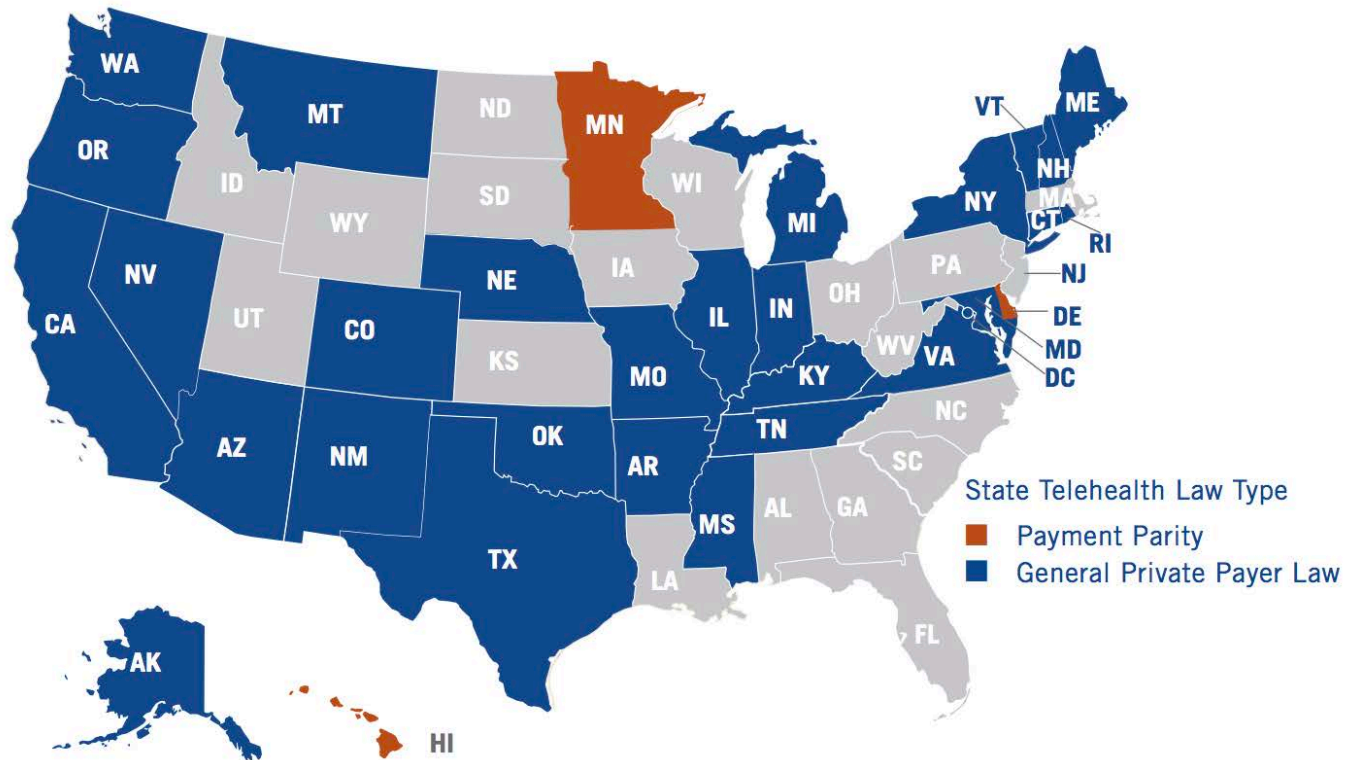 WA
MT
ND
MN
VT
ME
OR
ID
SD
WI
NH
MA
NY
CT
MI
RI
WY
NV
NE
IA
PA
NJ
CA
UT
CO
IL
IN
OH
DE
KS
MO
WV
VA
MD
KY
DC
AZ
NM
OK
TN
NC
AR
SC
MS
AL
GA
TX
LA
FL
AK
HI
State Telehealth Law Type
Payment Parity
General Private Payer Law